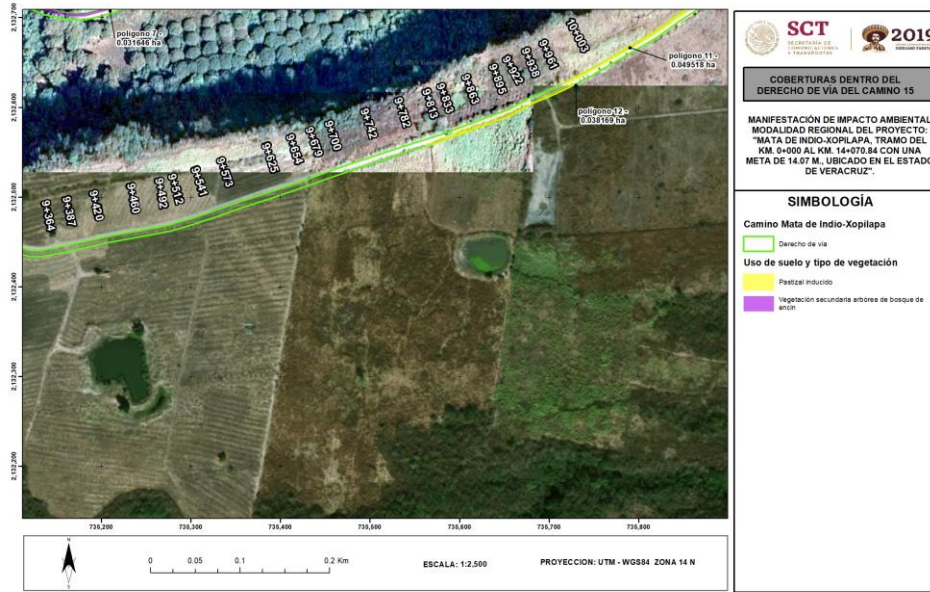 2,132,700
2,132,600
2,132,500
2,132,400
2,132,300
2,132,200
polígono 7 -
0.031646 ha
polígono 11 -
0.049518 ha
polígono 12 -
0.038169 ha
9+364
9+387
9+420
9+460
9+492
9+512
9+541
9+573
9+625
9+654
9+679
9+700
9+742
9+782
9+813
9+833
9+863
9+895
9+922
9+938
9+961
10+003
735,200
735,300
735,400
735,500
735,600
735,700
735,800
0 0.05 0.1 0.2 Km
ESCALA: 1:2,500
PROYECCION: UTM - WGS84 ZONA 14 N
SCT
SECRETARÍA DE
COMUNICACIONES
Y TRANSPORTES
2019
EMILIANO ZAPATA
COBERTURAS DENTRO DEL
DERECHO DE VÍA DEL CAMINO 15
MANIFESTACIÓN DE IMPACTO AMBIENTAL
MODALIDAD REGIONAL DEL PROYECTO:
"MATA DE INDIO-XOPILAPA, TRAMO DEL
KM. 0+000 AL KM. 14+070.84 CON UNA
META DE 14.07 M., UBICADO EN EL ESTADO
DE VERACRUZ".
SIMBOLOGÍA
Camino Mata de Indio-Xopilapa
Derecho de vía
Uso de suelo y tipo de vegetación
Pastizal inducido
Vegetación secundaria arbórea de bosque de
encin